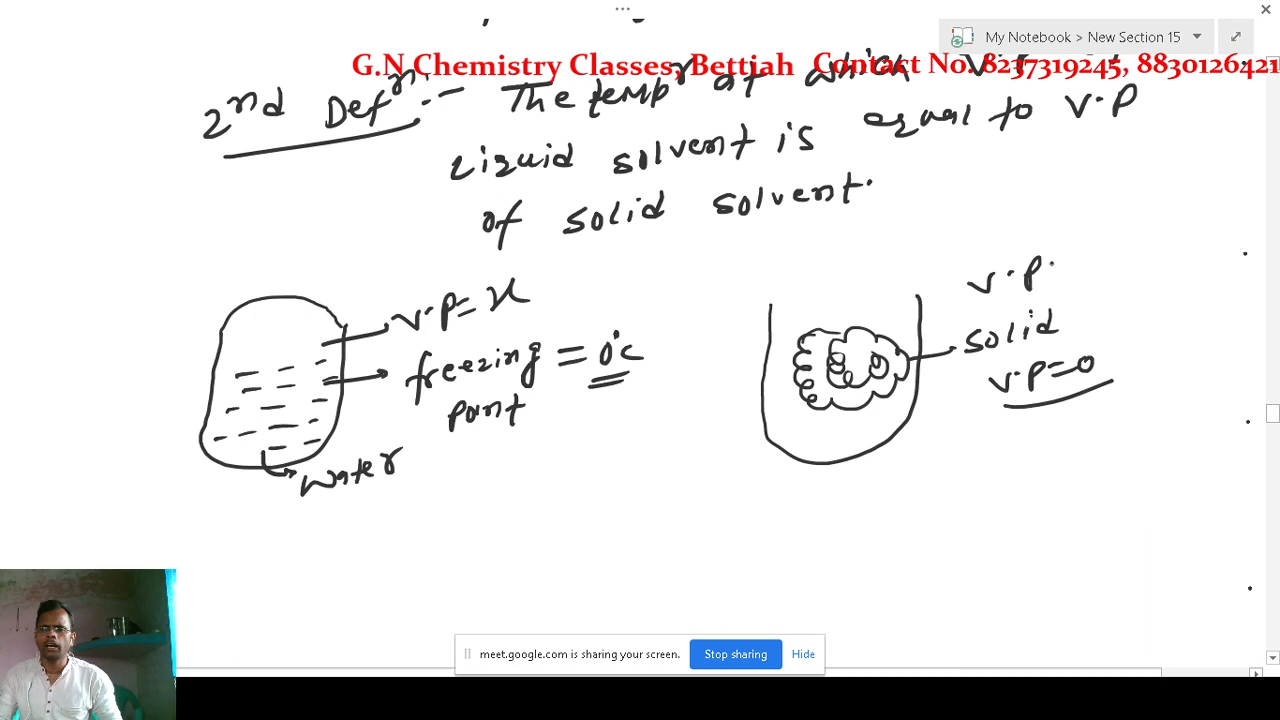 My Notebook > New Section 15
G.N Chemistry Classes, Bettiah Contact No. 8237319245, 8830126421
2nd Defn:- The tempr at which V.P
liquid solvent is equal to V.P
of solid solvent.
V.P= x
freezing = 0°c
point
water
V.P.
solid
V.P=0
meet.google.com is sharing your screen.
Stop sharing
Hide